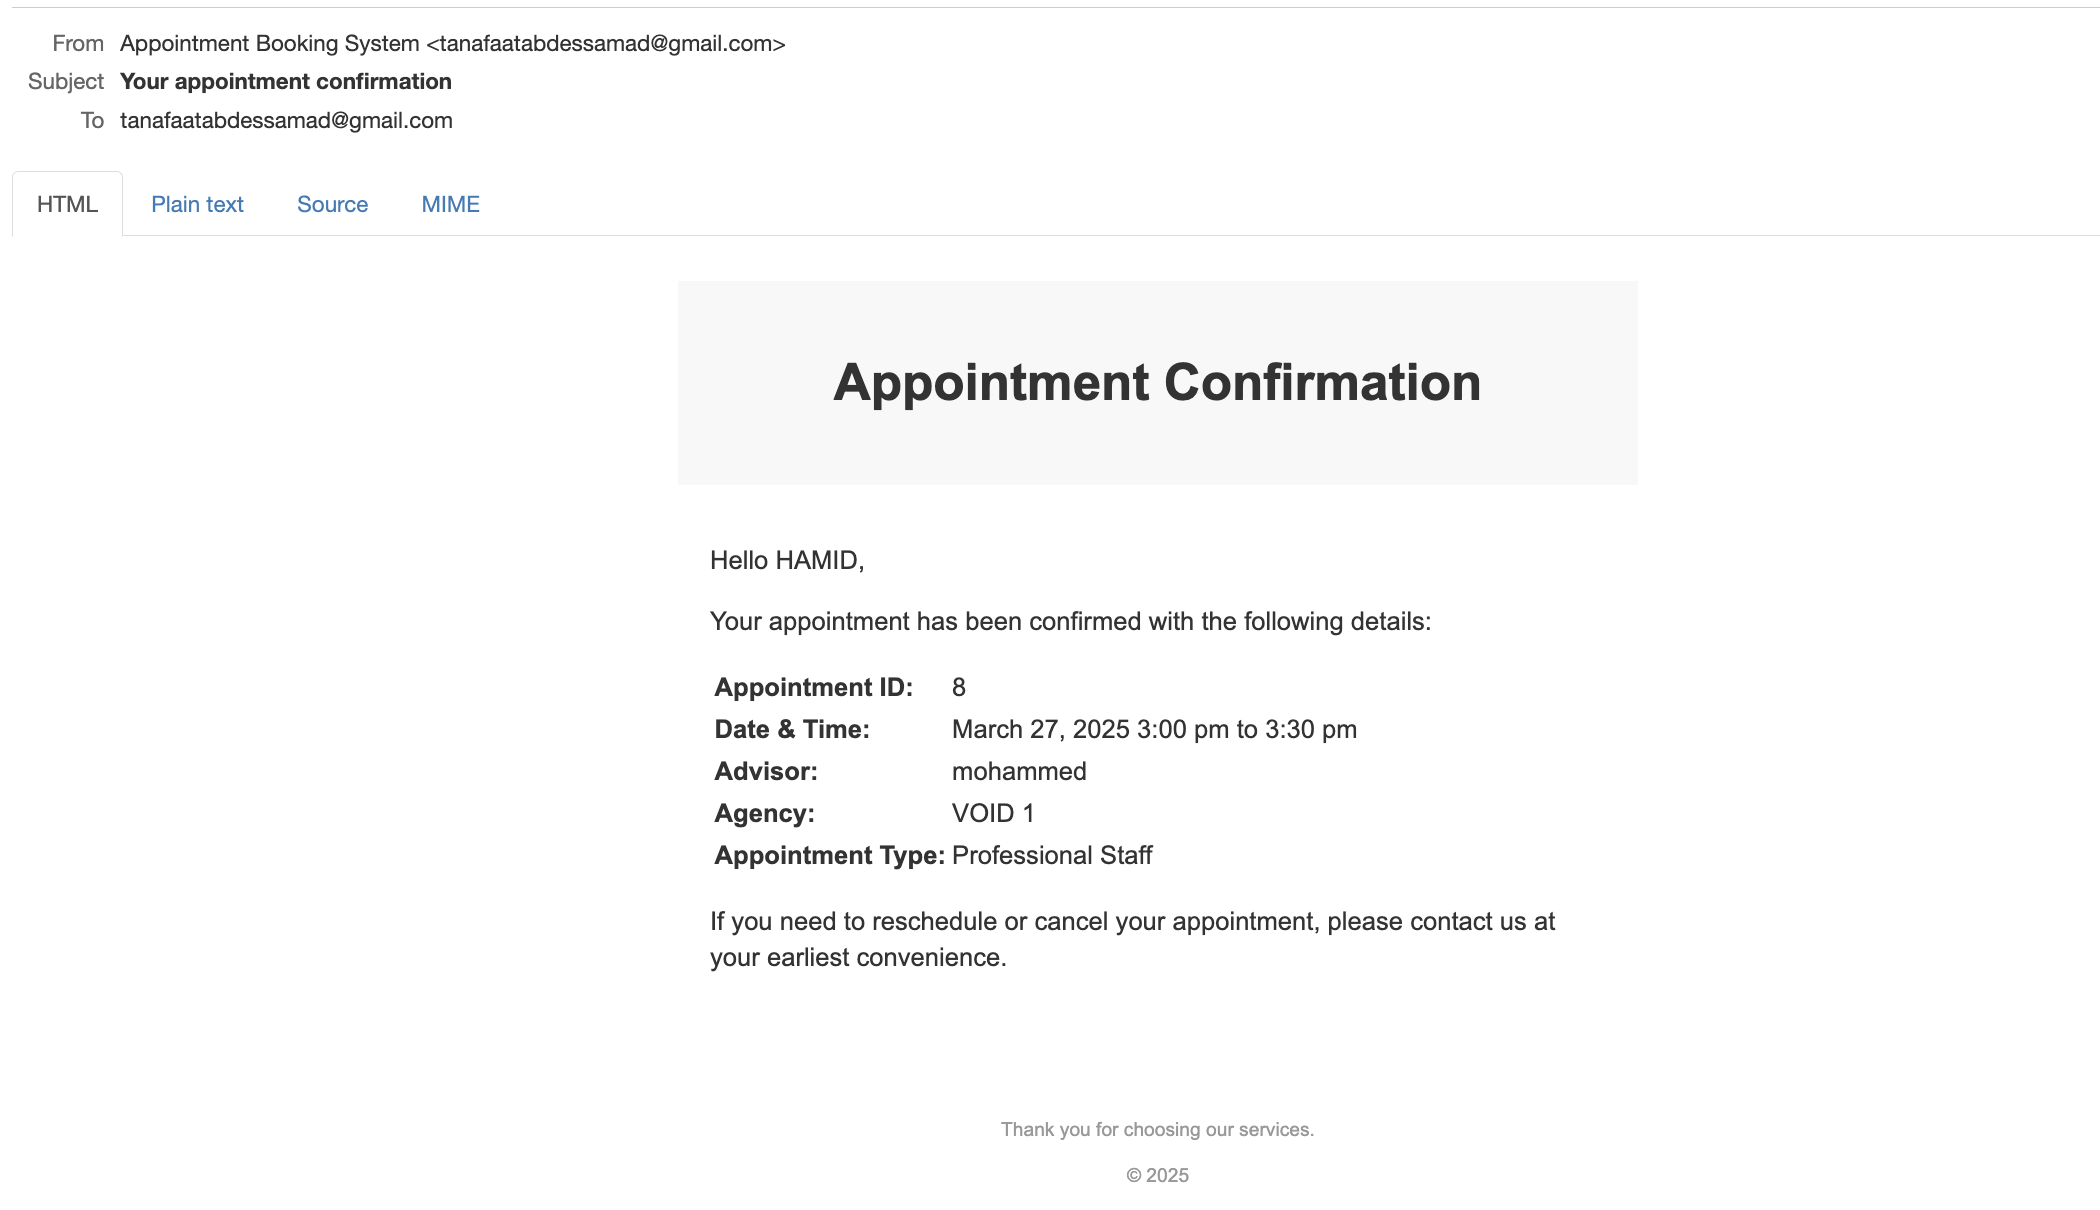 From Appointment Booking System <tanafaatabdessamad@gmail.com>
Subject Your appointment confirmation
To tanafaatabdessamad@gmail.com
HTML Plain text Source MIME
Appointment Confirmation
Hello HAMID,
Your appointment has been confirmed with the following details:
Appointment ID: 8
Date & Time: March 27, 2025 3:00 pm to 3:30 pm
Advisor: mohammed
Agency: VOID 1
Appointment Type: Professional Staff
If you need to reschedule or cancel your appointment, please contact us at
your earliest convenience.
Thank you for choosing our services.
© 2025